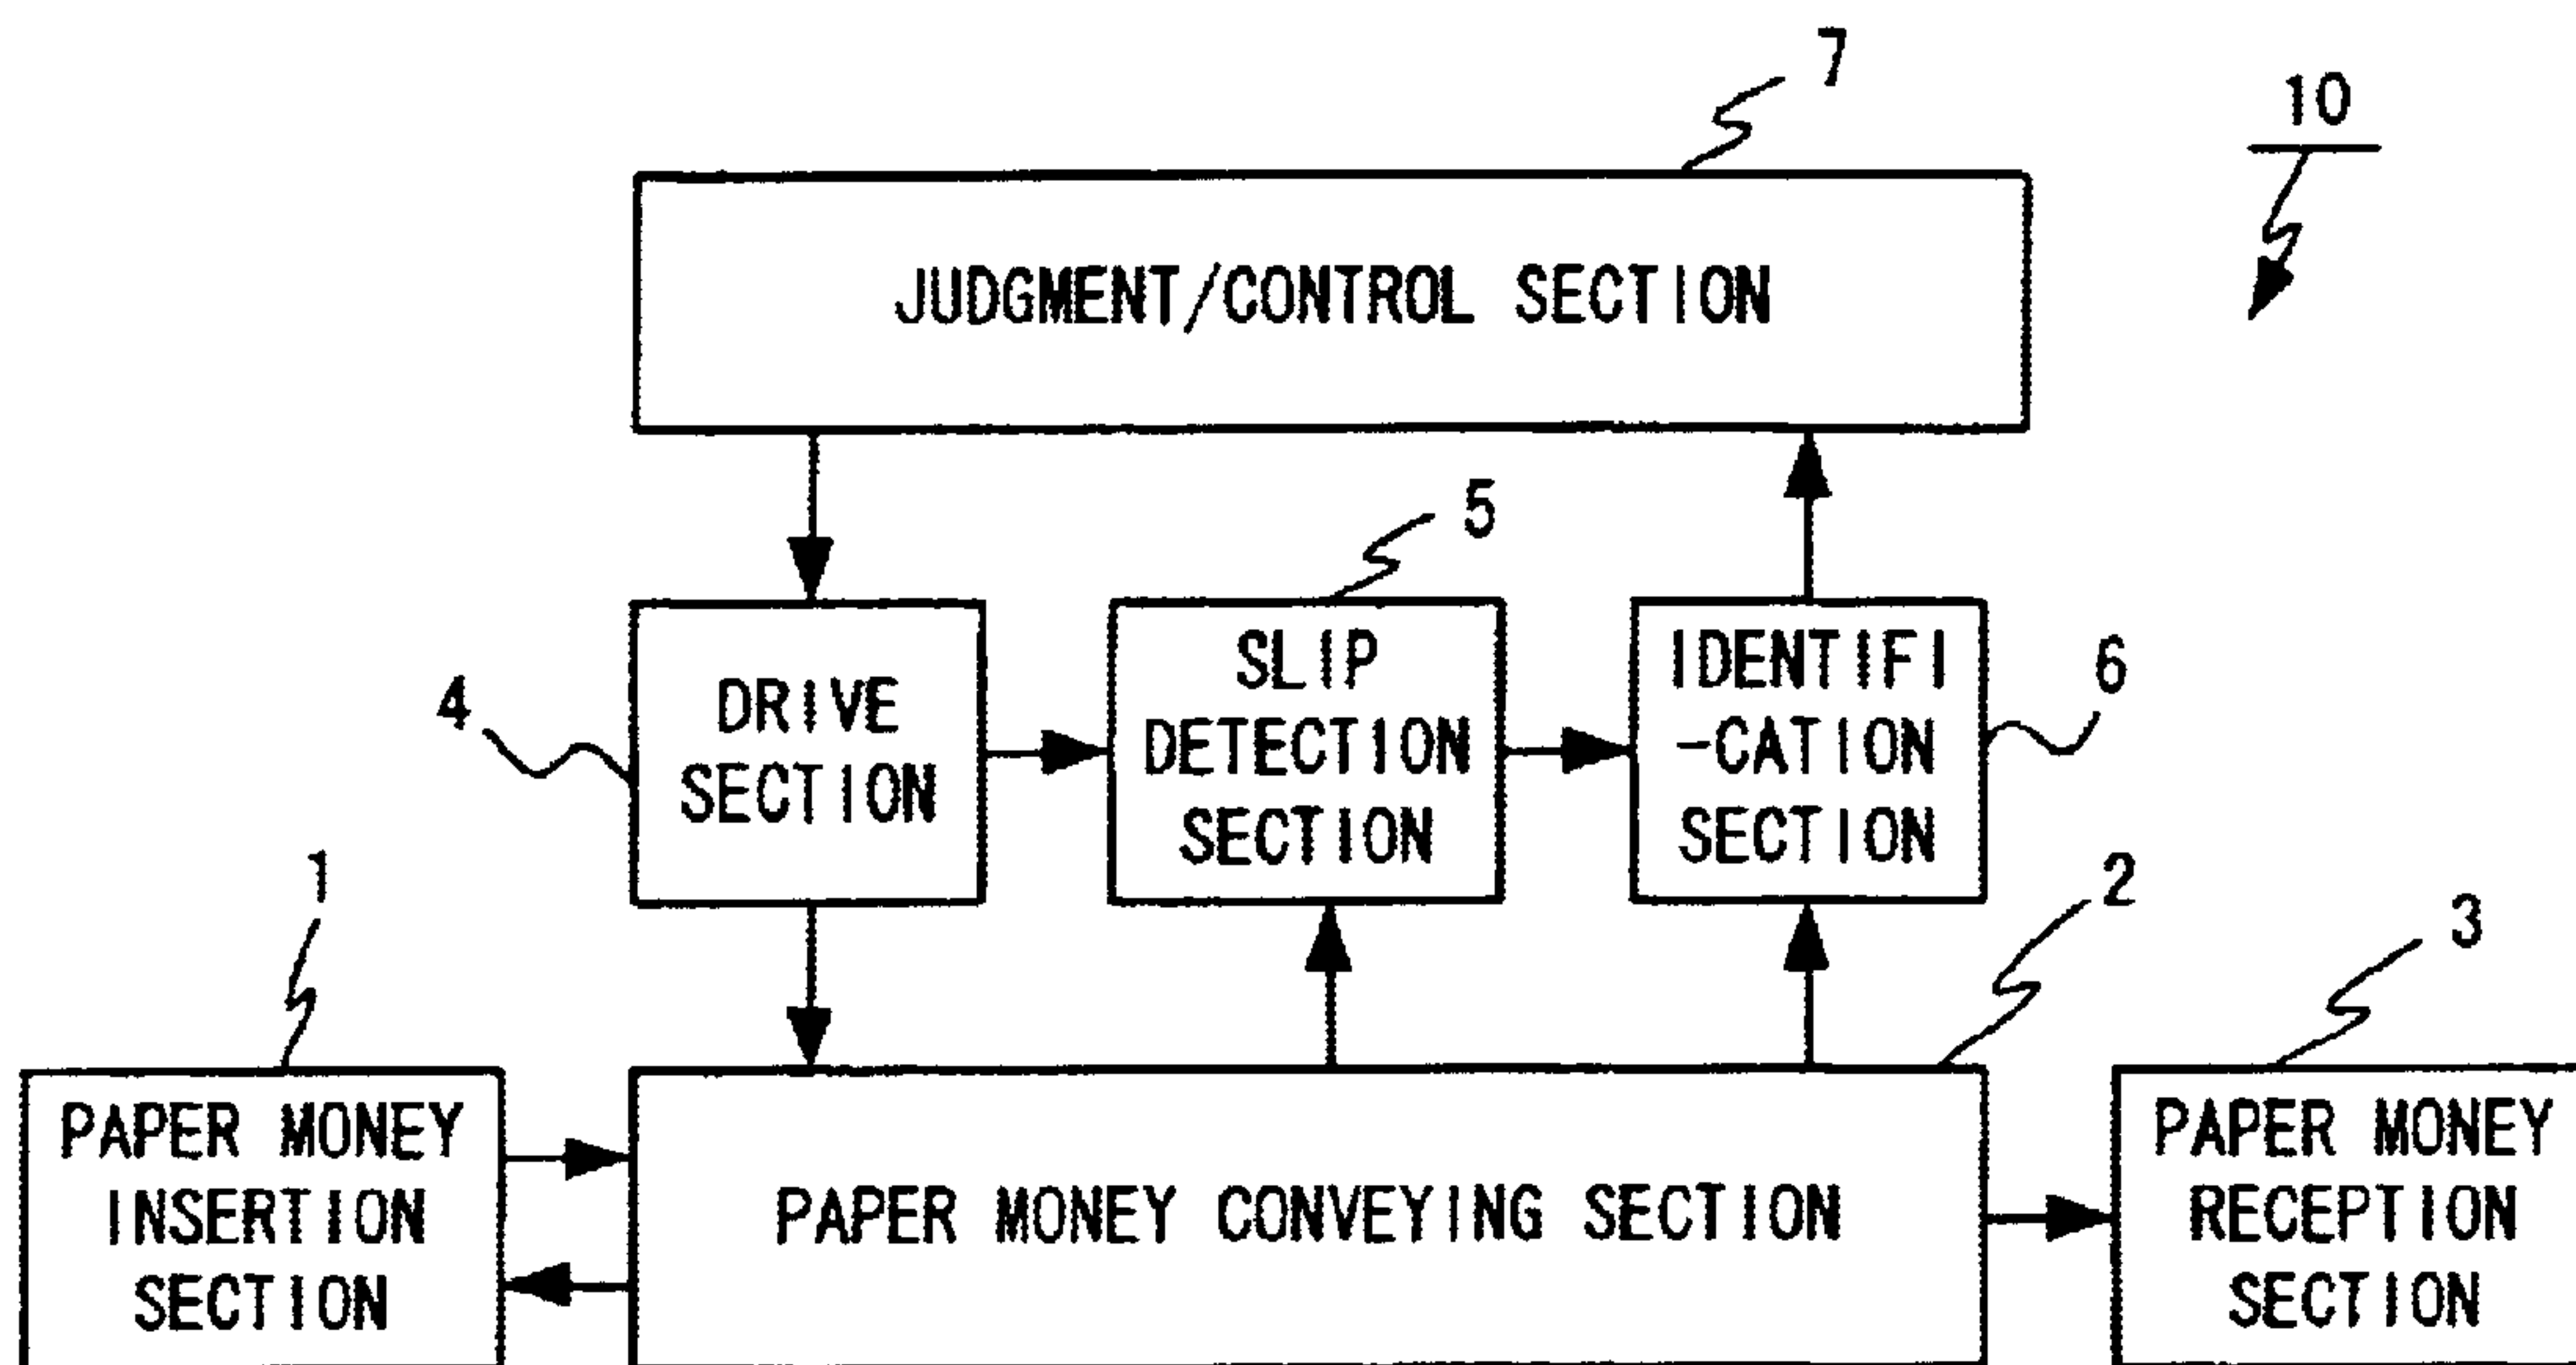 7
10
JUDGMENT/CONTROL SECTION
5
4
DRIVE
SECTION
SLIP
DETECTION
SECTION
IDENTIFI
-CATION
SECTION
6
1
2
3
PAPER MONEY
INSERTION
SECTION
PAPER MONEY CONVEYING SECTION
PAPER MONEY
RECEPTION
SECTION